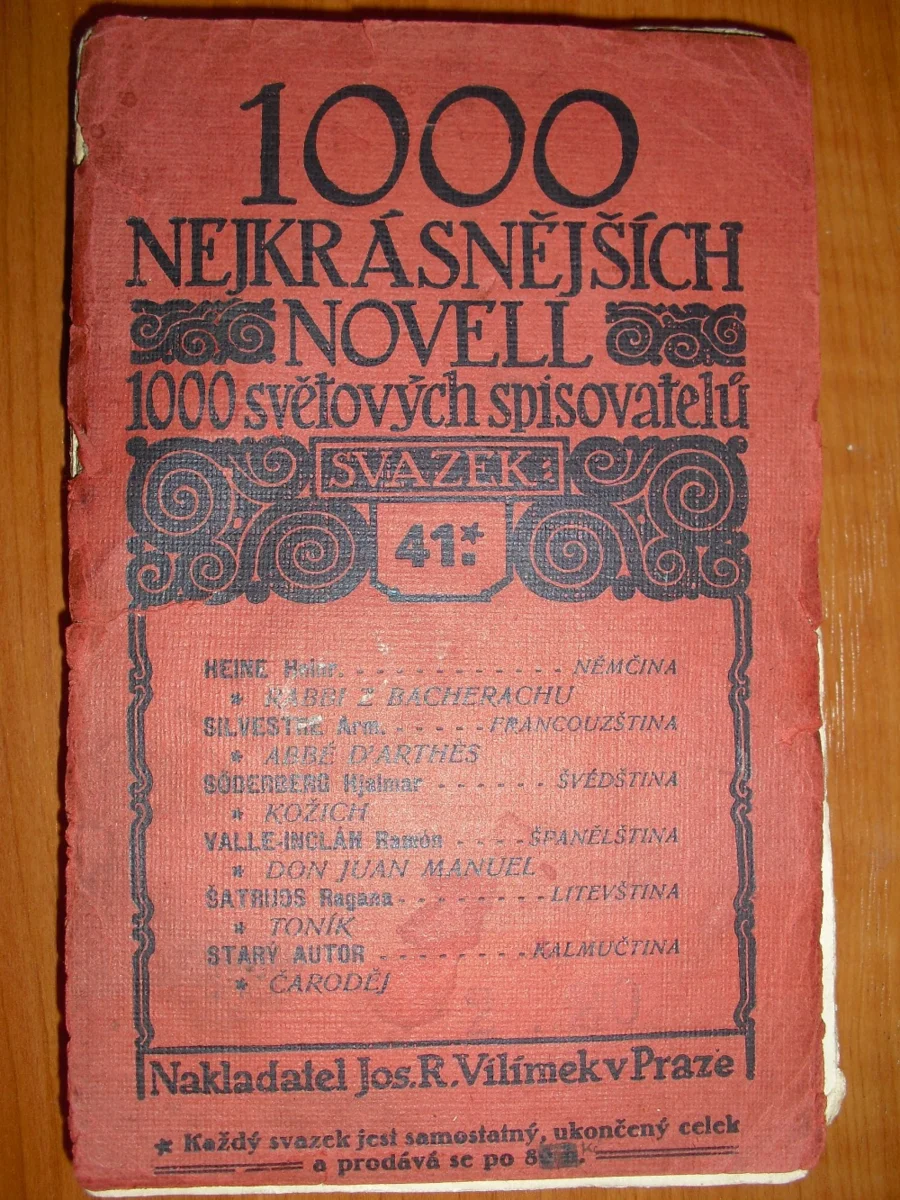 1000
NEJKRÁSNĚJŠÍCH
NOVELL
1000 světových spisovatelů
SVAZEK:
41.*
HEINE Heinr. - - - - - - - - - - - - NĚMČINA
* RABBI Z BACHERACHU
SILVESTRE Arm. - - - - - FRANCOUZŠTINA
* ABBÉ D'ARTHÈS
SÖDERBERG Hjalmar - - - - - - ŠVÉDŠTINA
* KOŽICH
VALLE-INCLÁN Ramón - - - - ŠPANĚLŠTINA
* DON JUAN MANUEL
ŠATRIJOS Ragana - - - - - - - - LITEVŠTINA
* TONÍK
STARÝ AUTOR - - - - - - - - KALMUČTINA
* ČARODĚJ
Nakladatel Jos. R. Vilímek v Praze
* Každý svazek jest samostatný, ukončený celek
a prodává se po